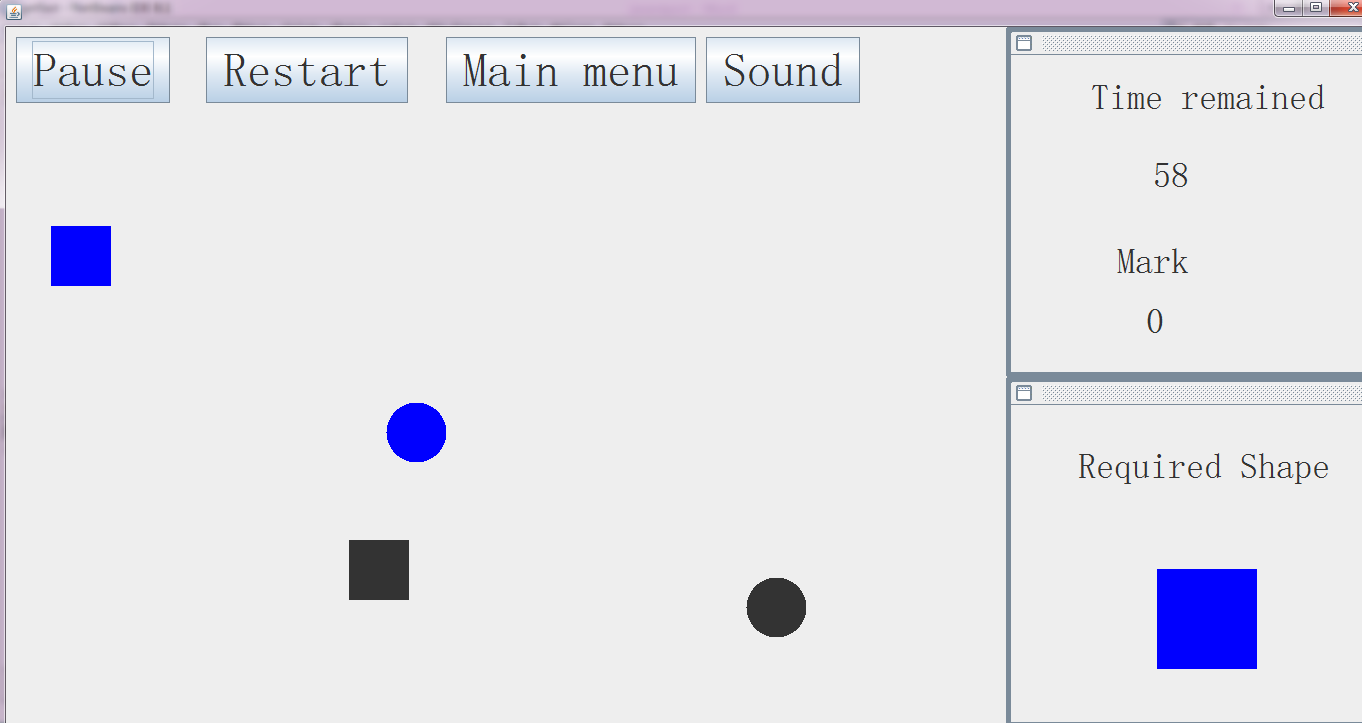 Pause Restart Main menu Sound
Time remained
58
Mark
0
Required Shape